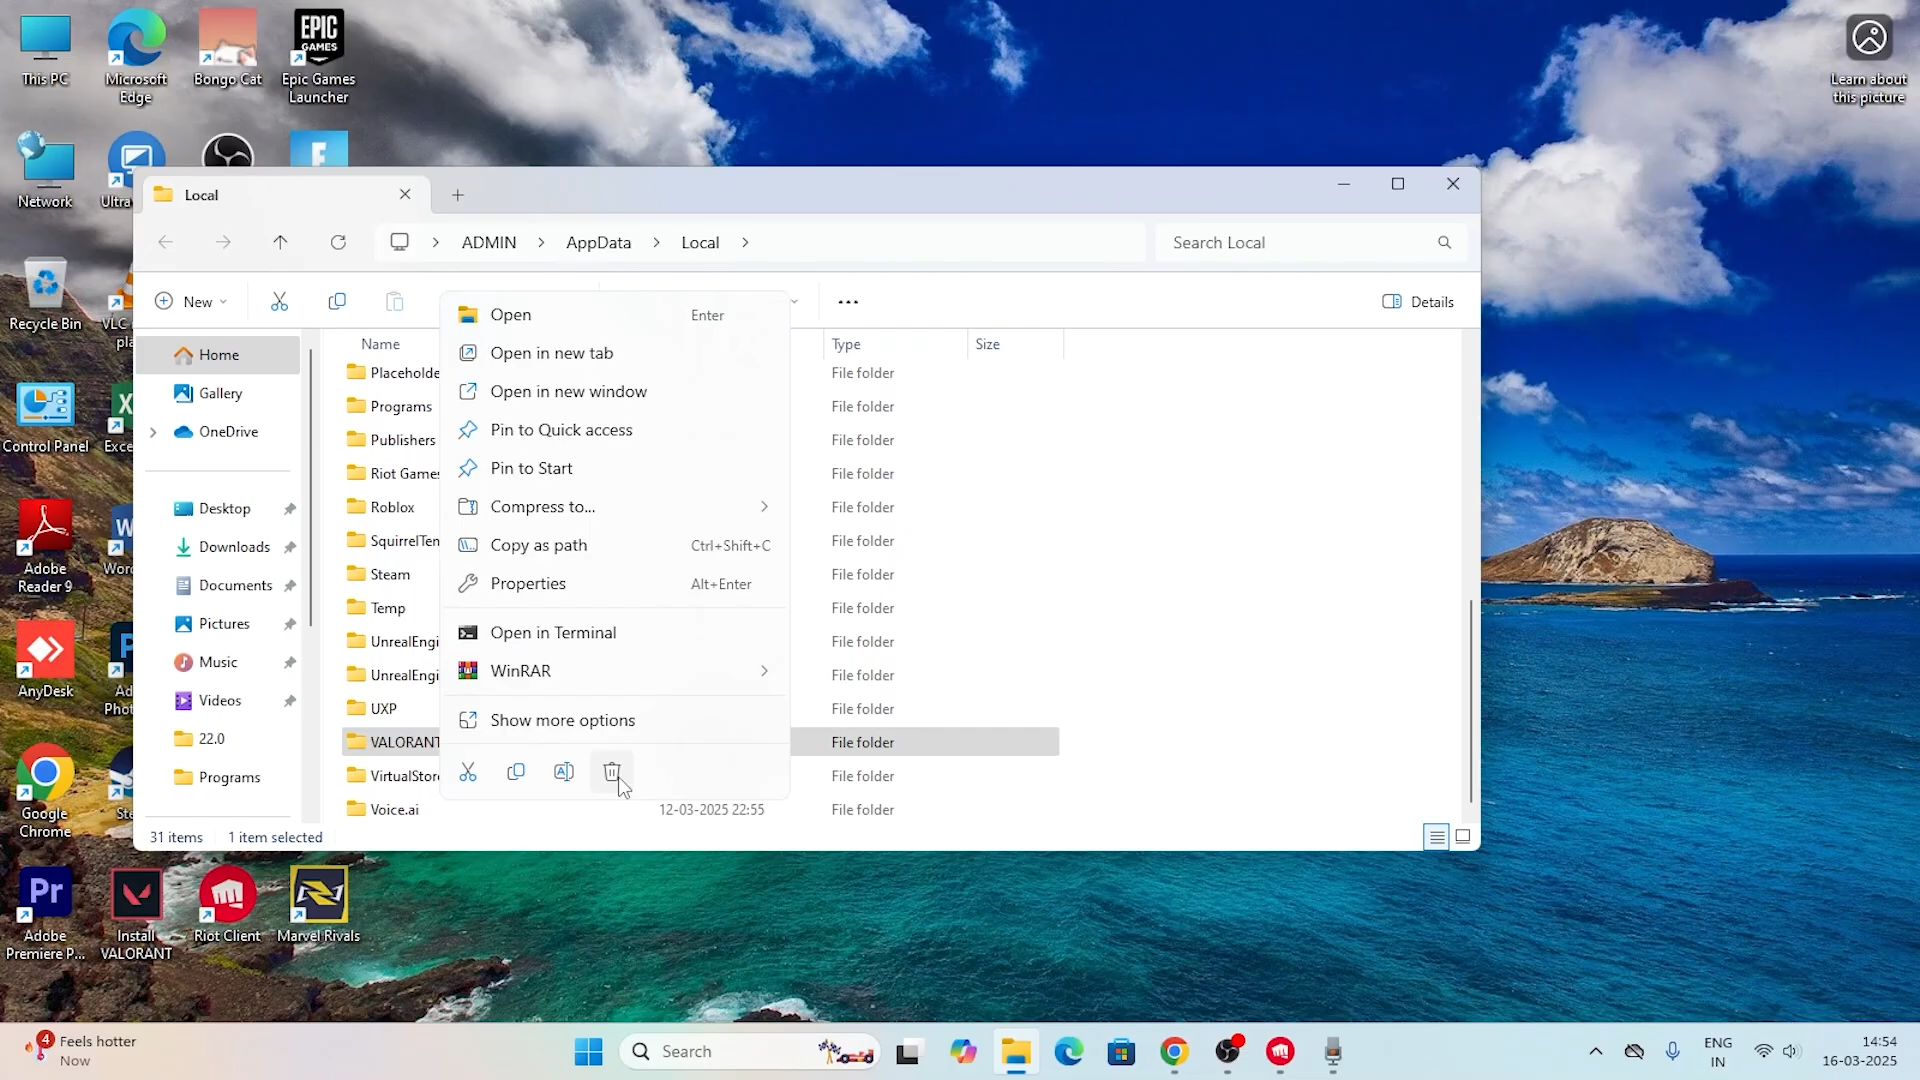 This PC
Microsoft
Edge
Bongo Cat
EPIC
GAMES
Epic Games
Launcher
Learn about
this picture
Network
Ultra
Recycle Bin
VLC
pla
Control Panel
Exce
Adobe
Reader 9
Word
AnyDesk
Ad
Phot
Google
Chrome
Ste
Pr
Adobe
Premiere P...
Install
VALORANT
Riot Client
Marvel Rivals
Local
ADMIN
AppData
Local
Search Local
New
Details
Home
Gallery
OneDrive
Desktop
Downloads
Documents
Pictures
Music
Videos
22.0
Programs
Name
Type
Size
Placeholde
File folder
Programs
File folder
Publishers
File folder
Riot Games
File folder
Roblox
File folder
SquirrelTem
File folder
Steam
File folder
Temp
File folder
UnrealEngi
File folder
UnrealEngi
File folder
UXP
File folder
VALORANT
File folder
VirtualStore
File folder
Voice.ai
12-03-2025 22:55
File folder
Open
Enter
Open in new tab
Open in new window
Pin to Quick access
Pin to Start
Compress to...
Copy as path
Ctrl+Shift+C
Properties
Alt+Enter
Open in Terminal
WinRAR
Show more options
31 items
1 item selected
4
Feels hotter
Now
Search
ENG
IN
14:54
16-03-2025